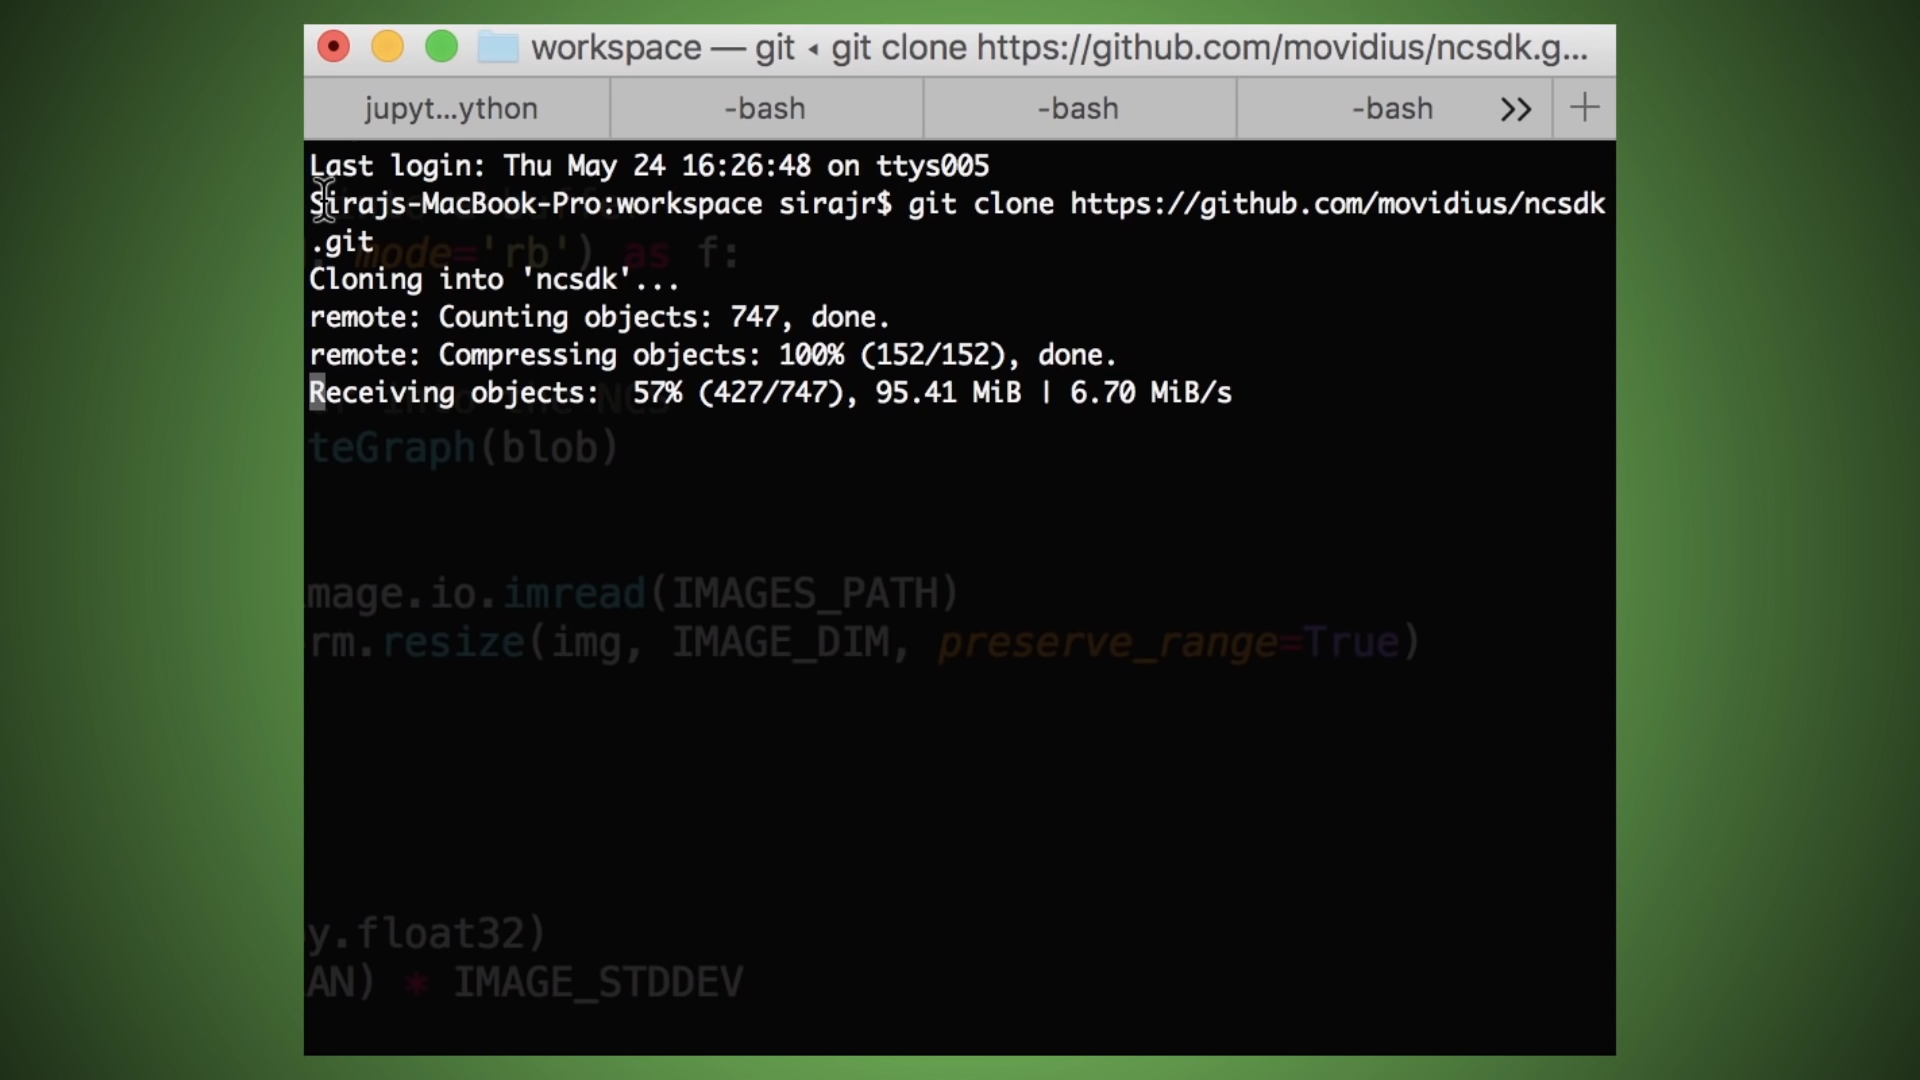 workspace — git ◂ git clone https://github.com/movidius/ncsdk.g...
jupyt...ython -bash -bash -bash >> +
Last login: Thu May 24 16:26:48 on ttys005
Sirajs-MacBook-Pro:workspace sirajr$ git clone https://github.com/movidius/ncsdk
.git
mode='rb') as f:
Cloning into 'ncsdk'...
remote: Counting objects: 747, done.
remote: Compressing objects: 100% (152/152), done.
Receiving objects:  57% (427/747), 95.41 MiB | 6.70 MiB/s
teGraph(blob)
mage.io.imread(IMAGES_PATH)
rm.resize(img, IMAGE_DIM, preserve_range=True)
y.float32)
AN) * IMAGE_STDDEV